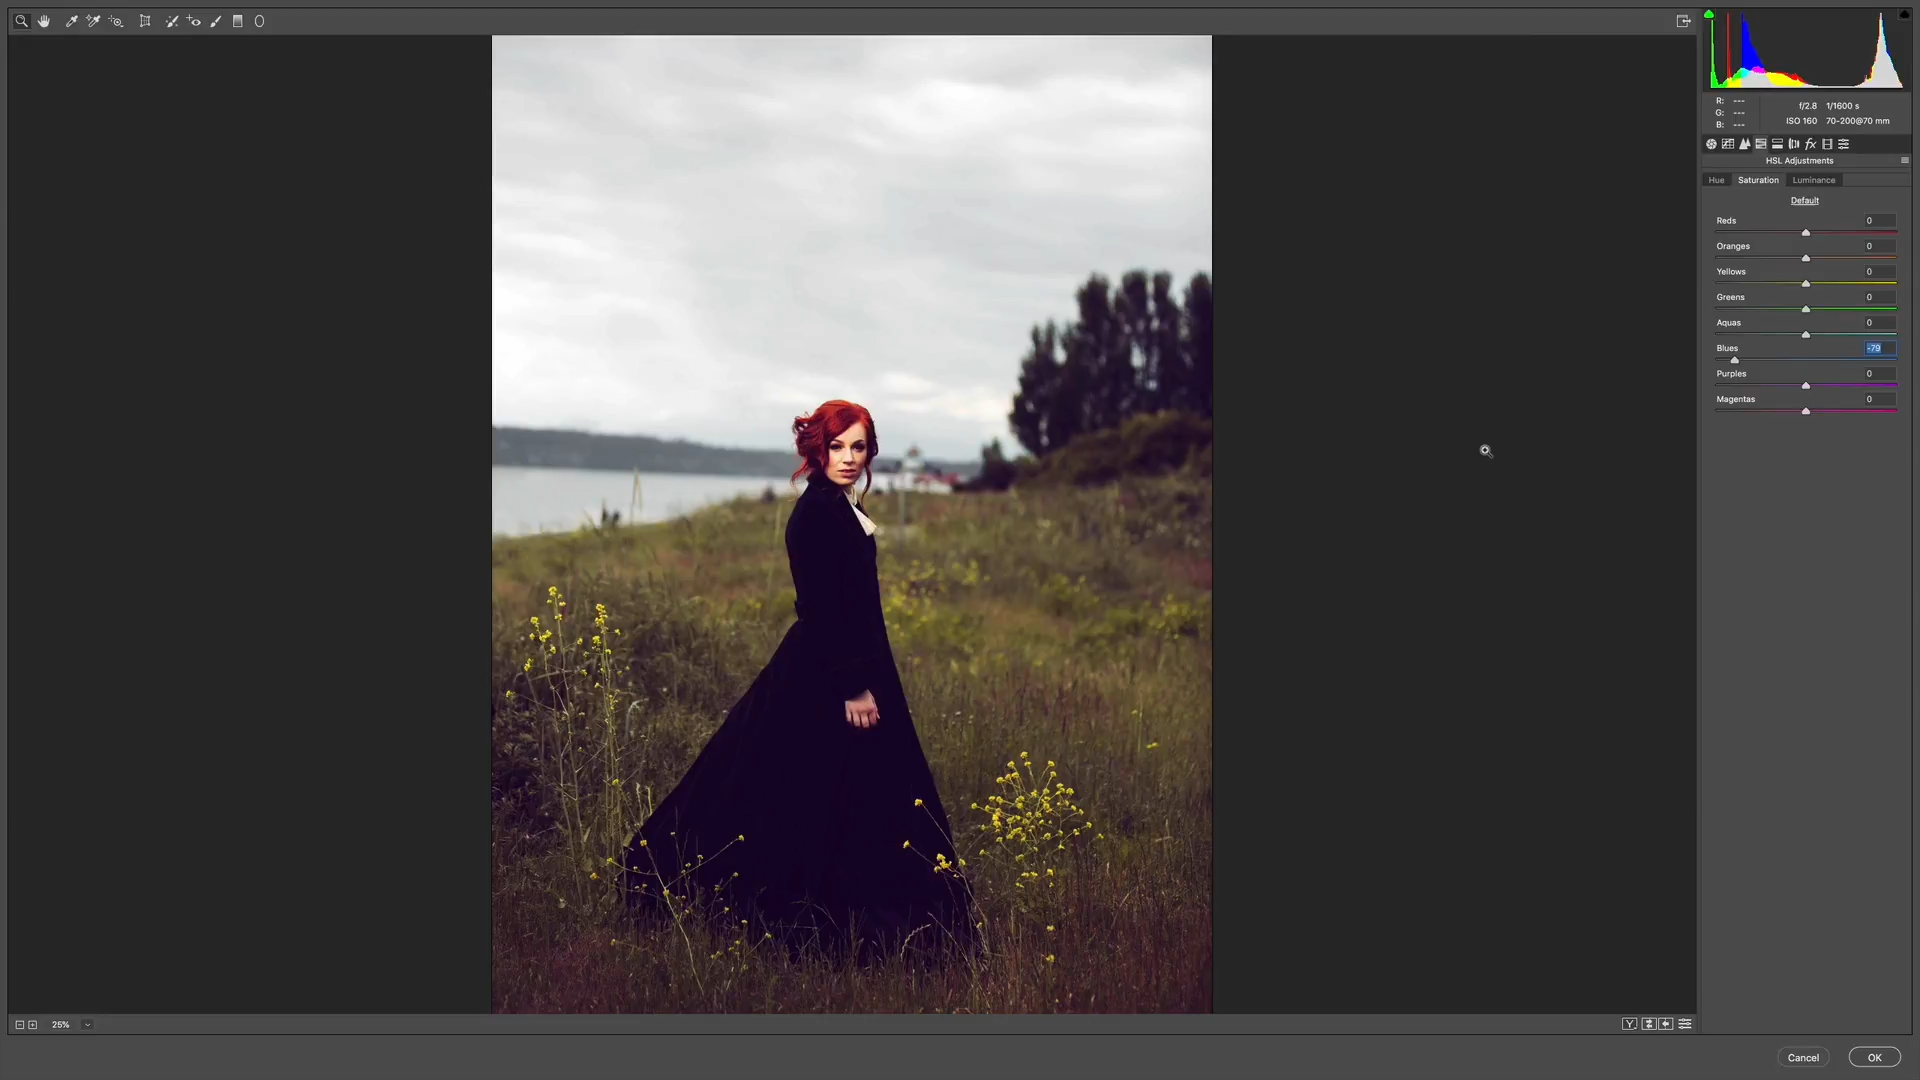 R: ---
G: ---
B: ---
f/2.8 1/1600 s
ISO 160 70-200@70 mm
fx
HSL Adjustments
Hue Saturation Luminance
Default
Reds 0
Oranges 0
Yellows 0
Greens 0
Aquas 0
Blues -79
Purples 0
Magentas 0
25%
Y
Cancel OK